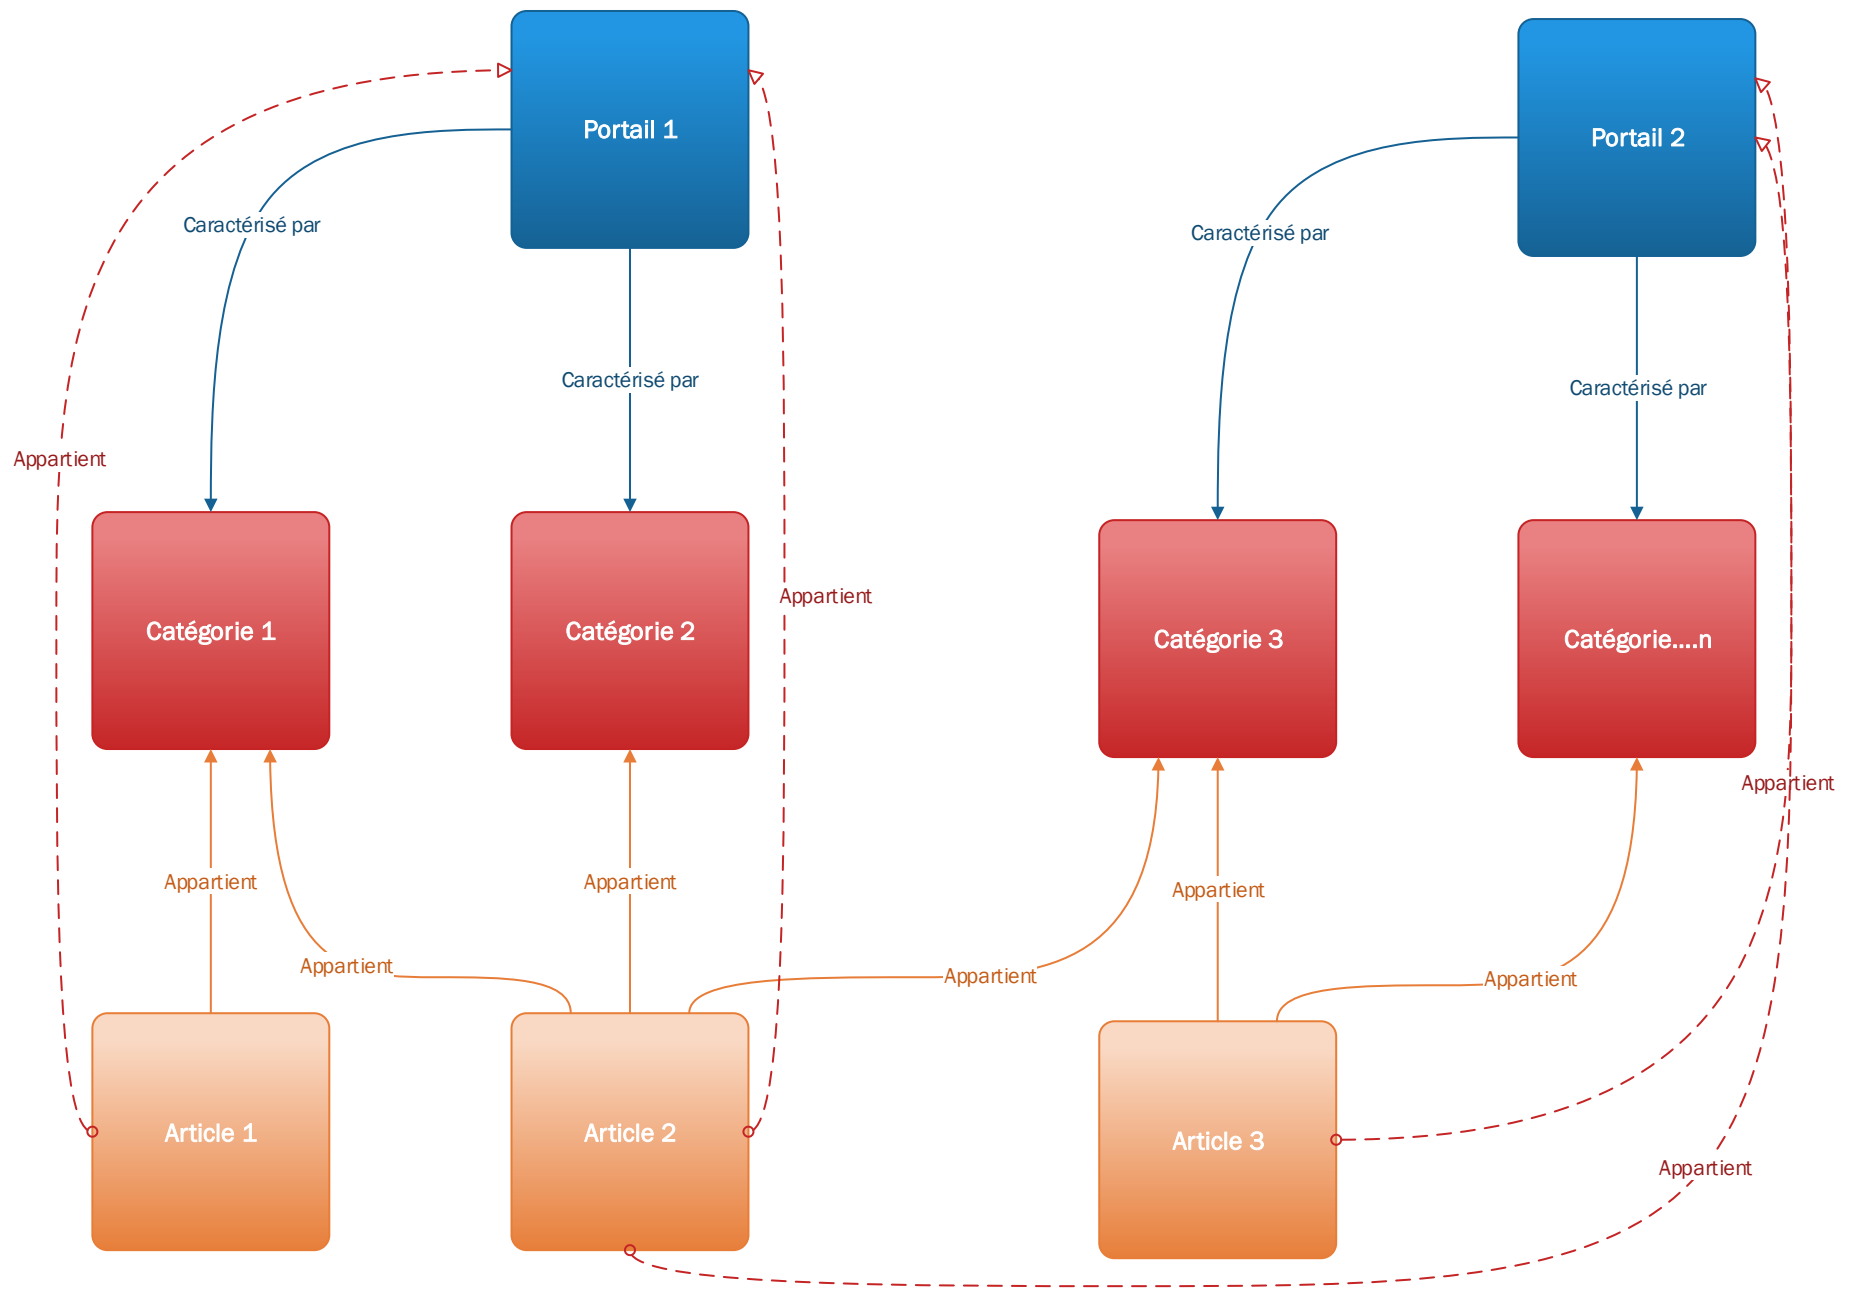 Portail 1
Portail 2
Caractérisé par
Caractérisé par
Caractérisé par
Caractérisé par
Appartient
Appartient
Catégorie 1
Catégorie 2
Catégorie 3
Catégorie....n
Appartient
Appartient
Appartient
Appartient
Appartient
Appartient
Appartient
Article 1
Article 2
Article 3
Appartient